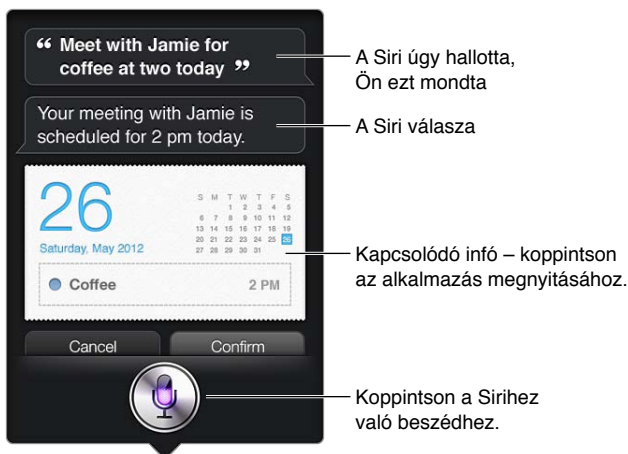 “ Meet with Jamie for
coffee at two today ”
A Siri úgy hallotta,
Ön ezt mondta
Your meeting with Jamie is
scheduled for 2 pm today.
A Siri válasza
26
Saturday, May 2012
S M T W T F S
1 2 3 4 5
6 7 8 9 10 11 12
13 14 15 16 17 18 19
20 21 22 23 24 25 26
27 28 29 30 31
Kapcsolódó infó – koppintson
az alkalmazás megnyitásához.
Coffee 2 PM
Cancel Confirm
Koppintson a Sirihez
való beszédhez.